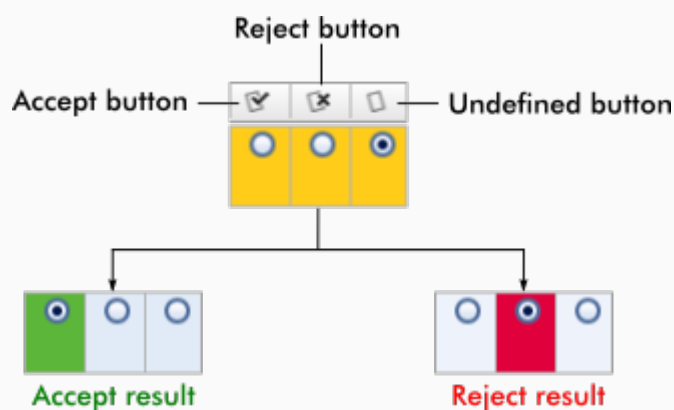 Reject button
Accept button
Undefined button
Accept result
Reject result